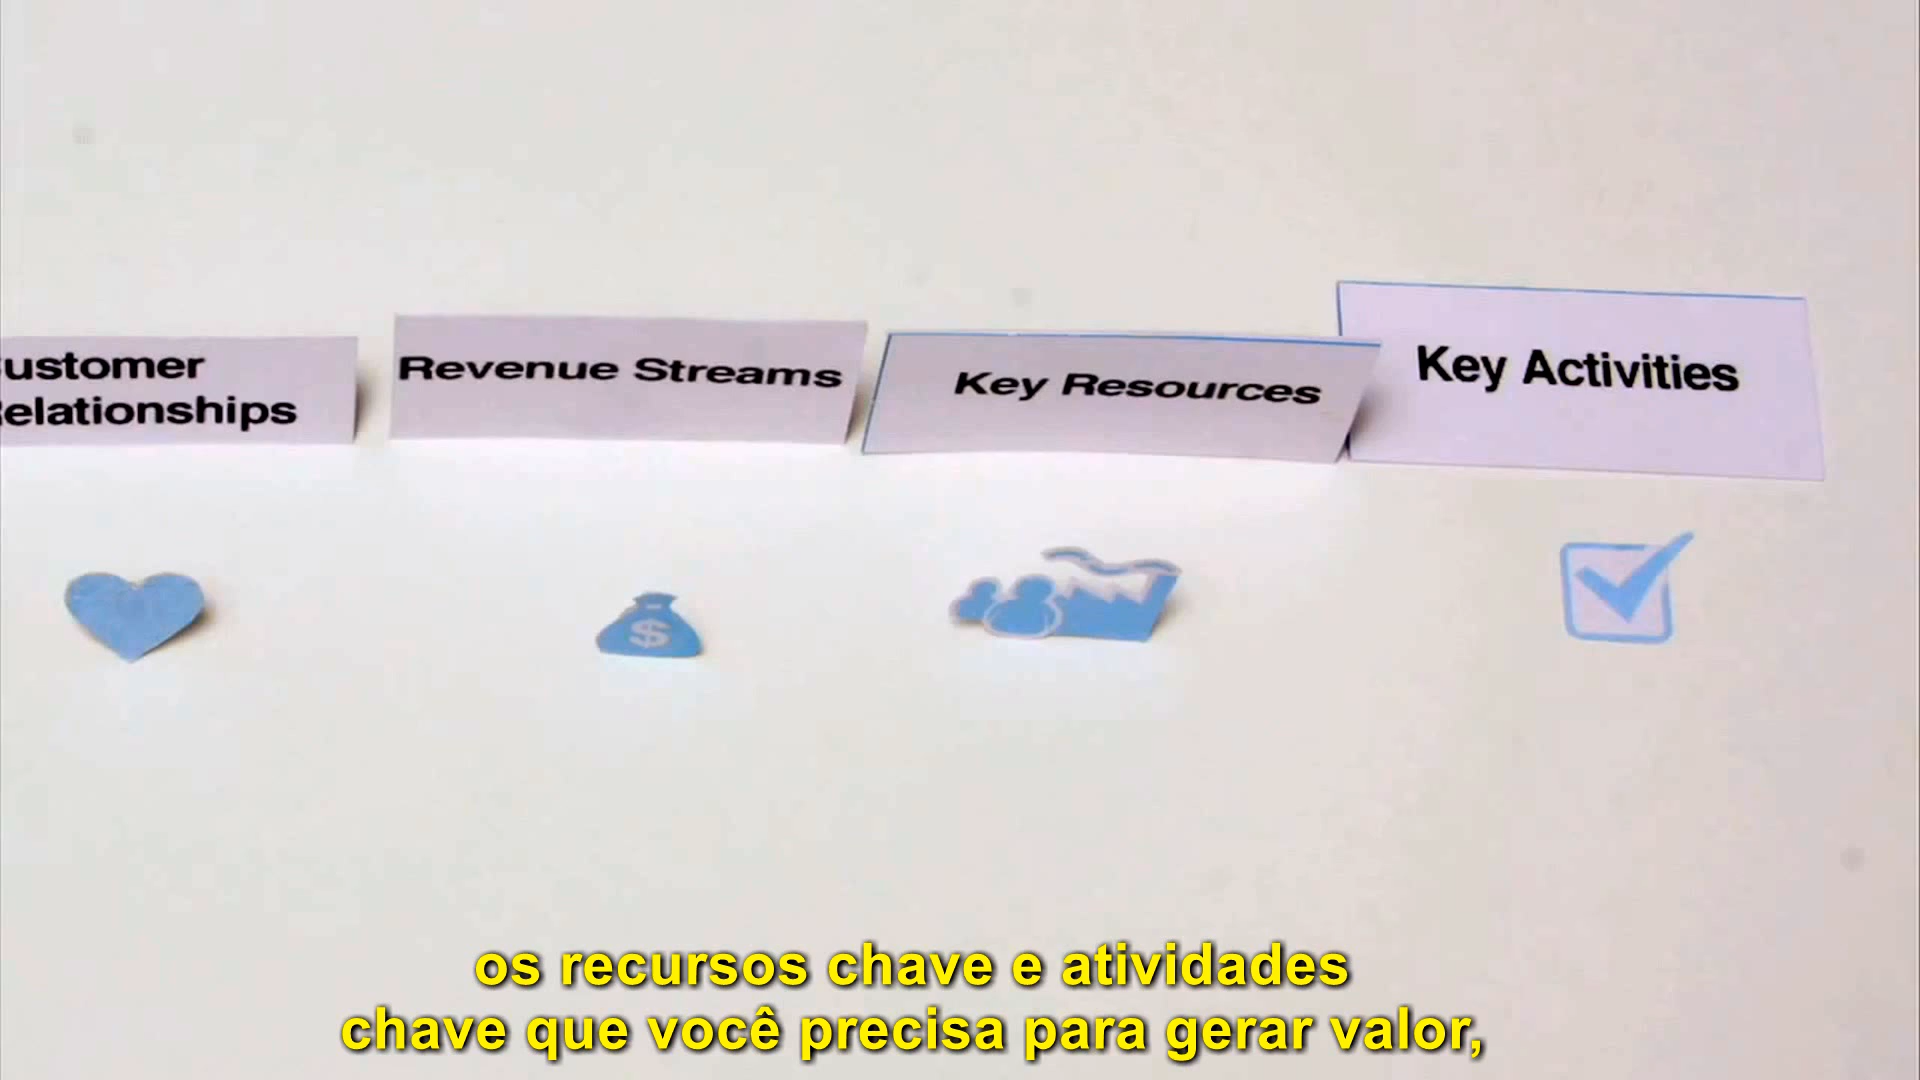 ustomer
elationships
Revenue Streams
Key Resources
Key Activities
$
os recursos chave e atividades
chave que você precisa para gerar valor,